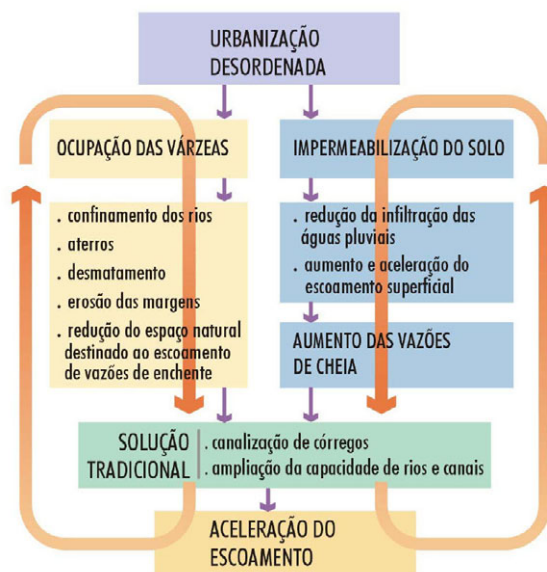 URBANIZAÇÃO
DESORDENADA
OCUPAÇÃO DAS VÁRZEAS
. confinamento dos rios
. aterros
. desmatamento
. erosão das margens
. redução do espaço natural
destinado ao escoamento
de vazões de enchente
IMPERMEABILIZAÇÃO DO SOLO
. redução da infiltração das
águas pluviais
. aumento e aceleração do
escoamento superficial
AUMENTO DAS VAZÕES
DE CHEIA
SOLUÇÃO
TRADICIONAL
. canalização de córregos
. ampliação da capacidade de rios e canais
ACELERAÇÃO DO
ESCOAMENTO